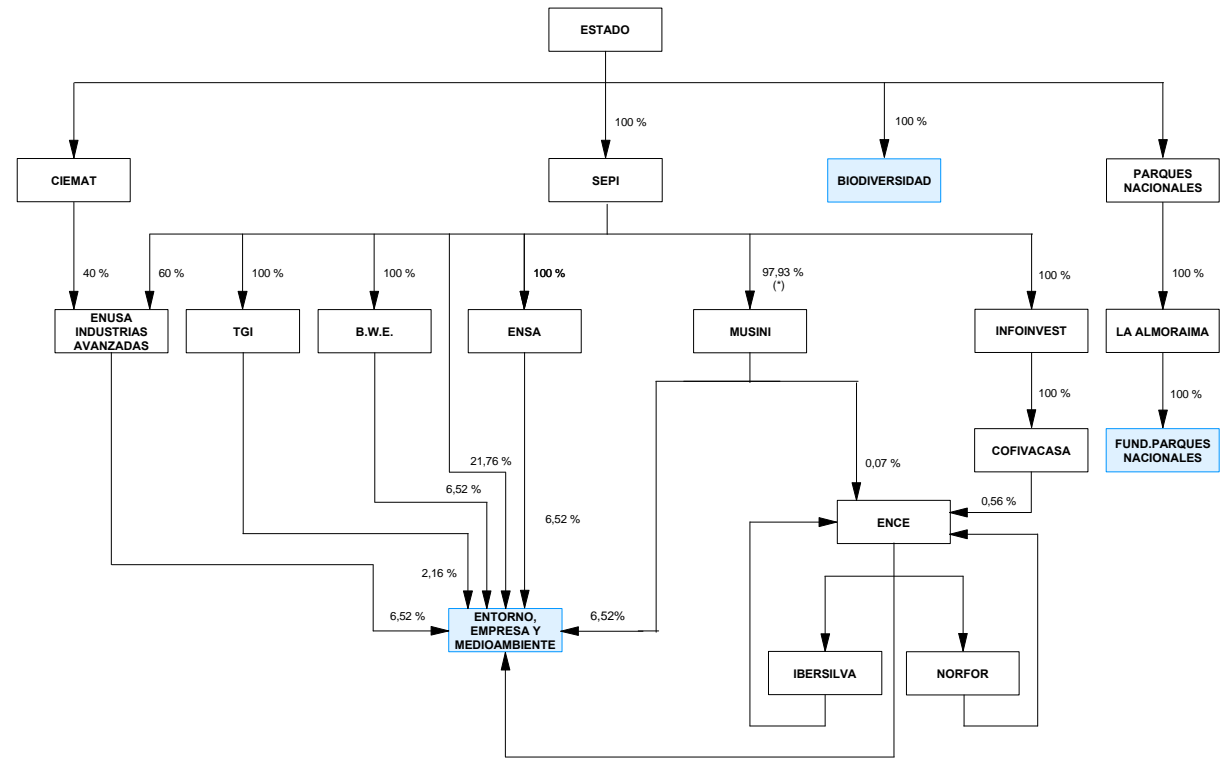 ESTADO
100 %
100 %
CIEMAT
SEPI
BIODIVERSIDAD
PARQUES
NACIONALES
40 %
60 %
100 %
100 %
100 %
97,93 %
(*)
100 %
100 %
ENUSA
INDUSTRIAS
AVANZADAS
TGI
B.W.E.
ENSA
MUSINI
INFOINVEST
LA ALMORAIMA
100 %
100 %
COFIVACASA
FUND.PARQUES
NACIONALES
21,76 %
0,07 %
6,52 %
0,56 %
6,52 %
ENCE
2,16 %
6,52 %
ENTORNO,
EMPRESA Y
MEDIOAMBIENTE
6,52%
IBERSILVA
NORFOR